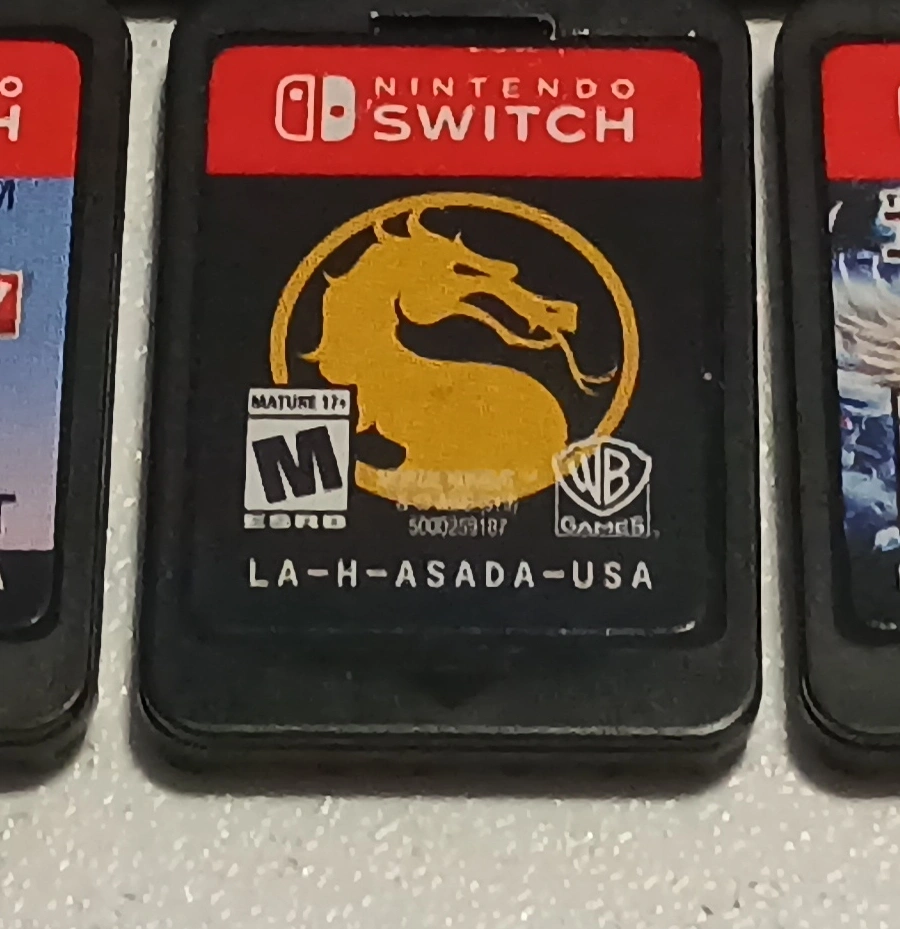 NINTENDO
SWITCH
MATURE 17+
M
ESRB
5000259187
WB
GAMES
LA-H-ASADA-USA